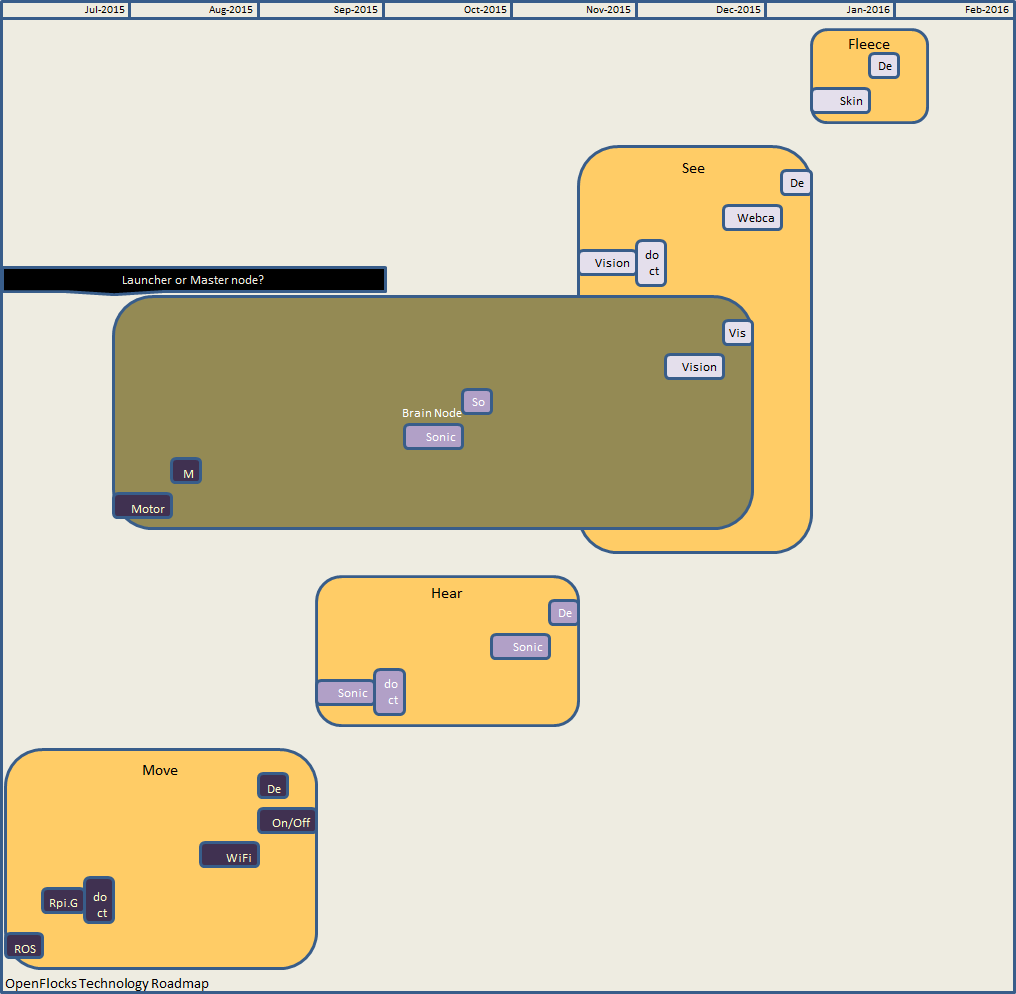 Jul-2015 Aug-2015 Sep-2015 Oct-2015 Nov-2015 Dec-2015 Jan-2016 Feb-2016
Fleece
De
Skin
See
De
Webca
Vision
do
ct
Launcher or Master node?
Vis
Vision
So
Brain Node
Sonic
M
Motor
Hear
De
Sonic
Sonic
do
ct
Move
De
On/Off
WiFi
Rpi.G
do
ct
ROS
OpenFlocks Technology Roadmap